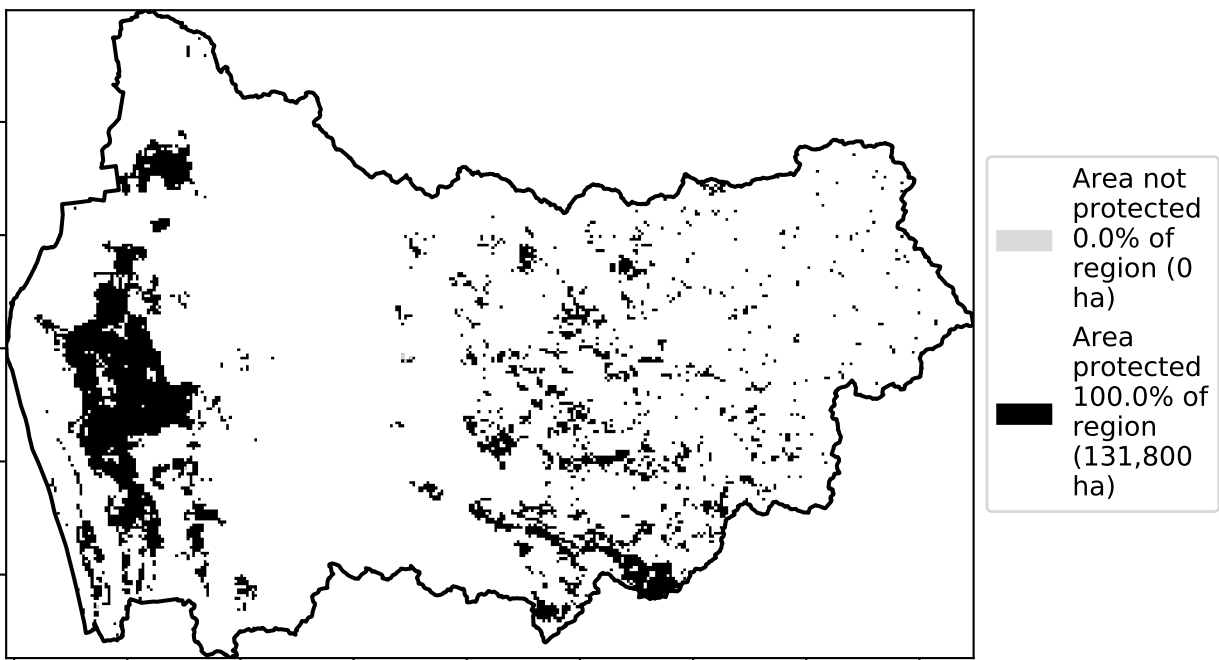 Area not
protected
0.0% of
region (0
ha)
Area
protected
100.0% of
region
(131,800
ha)